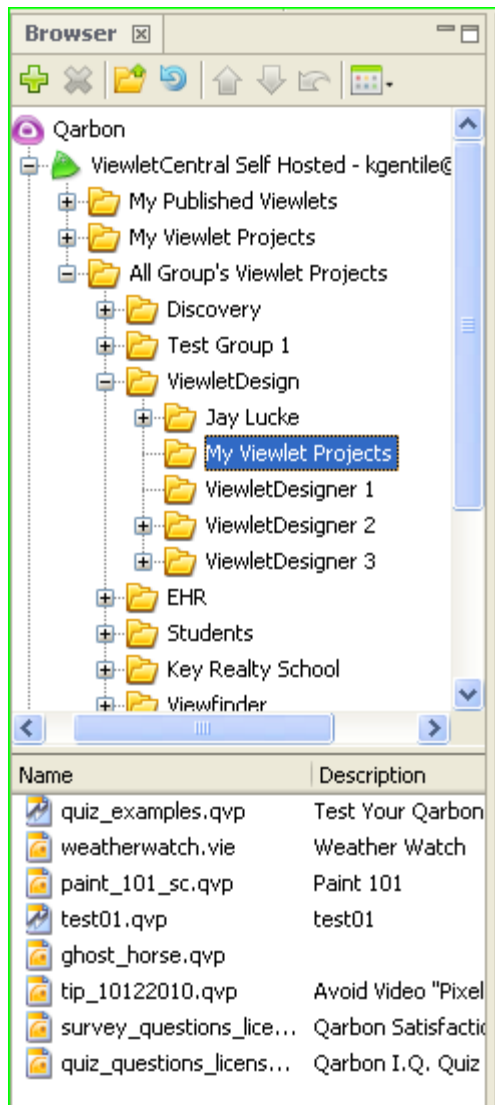 Browser
Qarbon
ViewletCentral Self Hosted - kgentile@
My Published Viewlets
My Viewlet Projects
All Group's Viewlet Projects
Discovery
Test Group 1
ViewletDesign
Jay Lucke
My Viewlet Projects
ViewletDesigner 1
ViewletDesigner 2
ViewletDesigner 3
EHR
Students
Key Realty School
Viewfinder
Name Description
quiz_examples.qvp Test Your Qarbon
weatherwatch.vie Weather Watch
paint_101_sc.qvp Paint 101
test01.qvp test01
ghost_horse.qvp
tip_10122010.qvp Avoid Video "Pixel
survey_questions_lice... Qarbon Satisfactio
quiz_questions_licens... Qarbon I.Q. Quiz